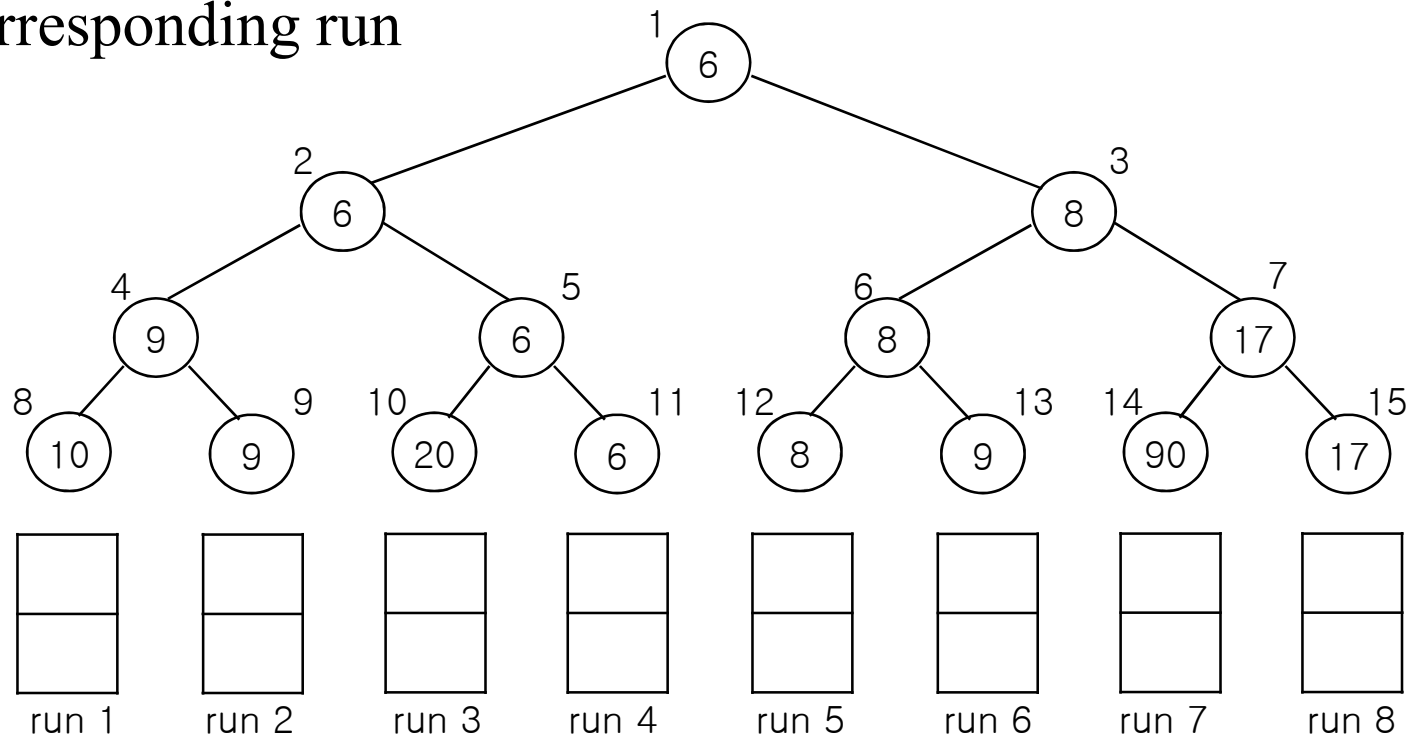 rresponding run
1
6
2 3
6 8
4 5 6 7
9 6 8 17
8 9 10 11 12 13 14 15
10 9 20 6 8 9 90 17
run 1 run 2 run 3 run 4 run 5 run 6 run 7 run 8